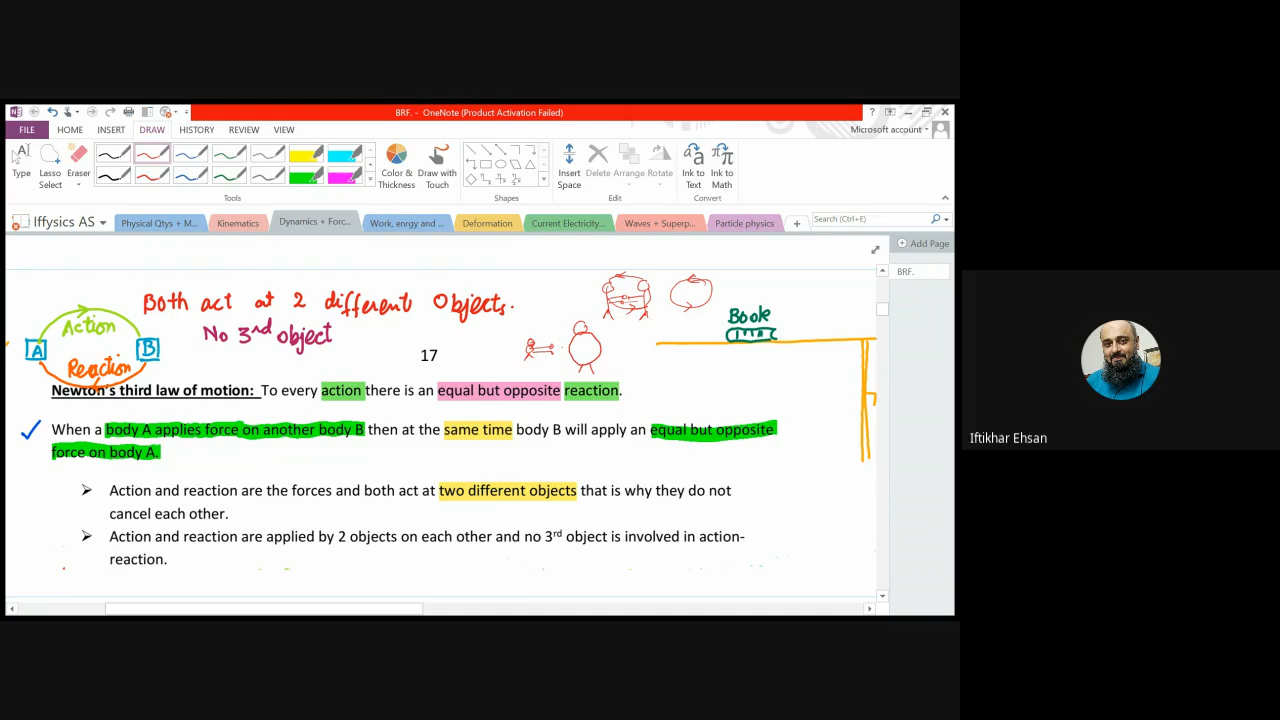 BRF. - OneNote (Product Activation Failed)
FILE HOME INSERT DRAW HISTORY REVIEW VIEW
Microsoft account
Type Lasso Select Eraser
Color & Thickness Draw with Touch
Insert Space Delete Arrange Rotate
Ink to Text Ink to Math
Tools Shapes Edit Convert
Iffysics AS Physical Qtys + M... Kinematics Dynamics + Forc... Work, enrgy and ... Deformation Current Electricity... Waves + Superp... Particle physics
Search (Ctrl+E)
Add Page
BRF.
Both act at 2 different Objects.
No 3rd object
Action
A B
Reaction
Book
17
Newton's third law of motion: To every action there is an equal but opposite reaction.
When a body A applies force on another body B then at the same time body B will apply an equal but opposite
force on body A.
Action and reaction are the forces and both act at two different objects that is why they do not
cancel each other.
Action and reaction are applied by 2 objects on each other and no 3rd object is involved in action-
reaction.
Iftikhar Ehsan